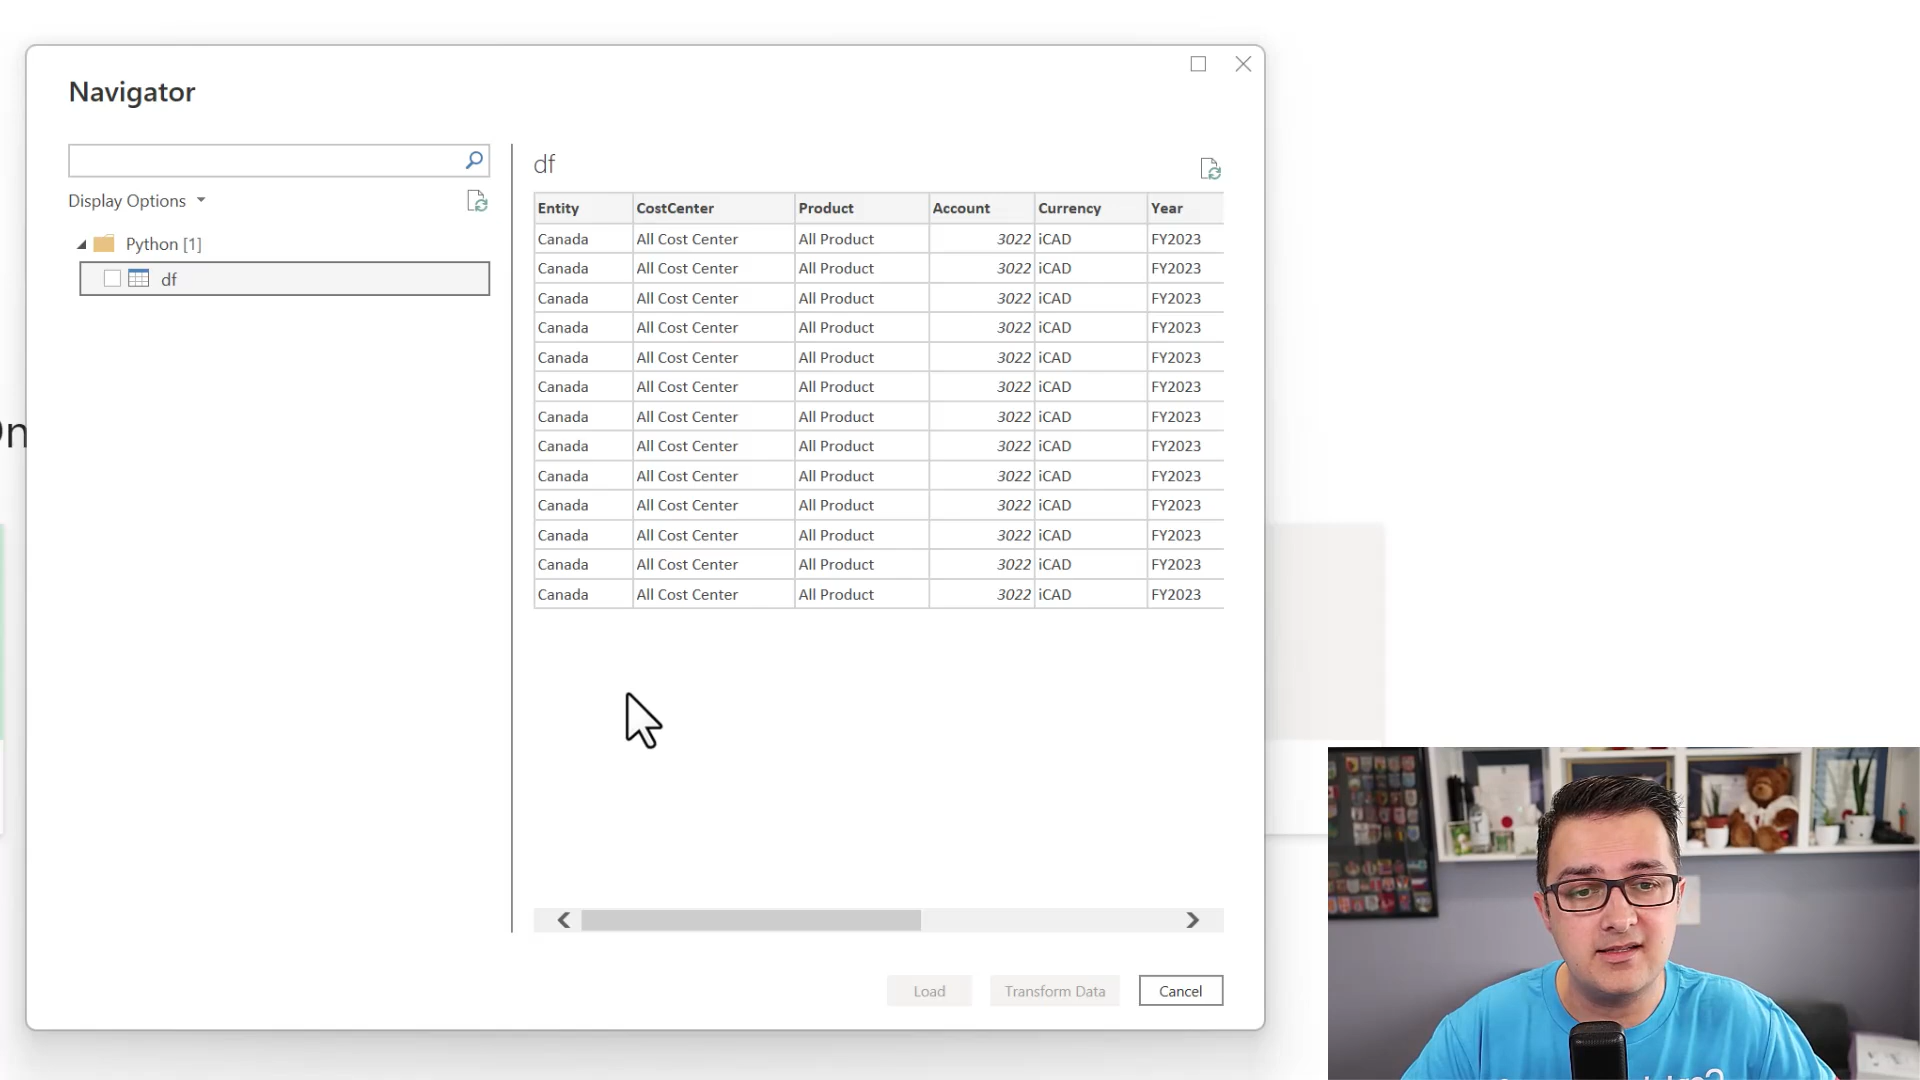 Navigator
Display Options
Python [1]
df
df
Entity CostCenter Product Account Currency Year
Canada All Cost Center All Product 3022 iCAD FY2023
Canada All Cost Center All Product 3022 iCAD FY2023
Canada All Cost Center All Product 3022 iCAD FY2023
Canada All Cost Center All Product 3022 iCAD FY2023
Canada All Cost Center All Product 3022 iCAD FY2023
Canada All Cost Center All Product 3022 iCAD FY2023
Canada All Cost Center All Product 3022 iCAD FY2023
Canada All Cost Center All Product 3022 iCAD FY2023
Canada All Cost Center All Product 3022 iCAD FY2023
Canada All Cost Center All Product 3022 iCAD FY2023
Canada All Cost Center All Product 3022 iCAD FY2023
Canada All Cost Center All Product 3022 iCAD FY2023
Canada All Cost Center All Product 3022 iCAD FY2023
Load Transform Data Cancel